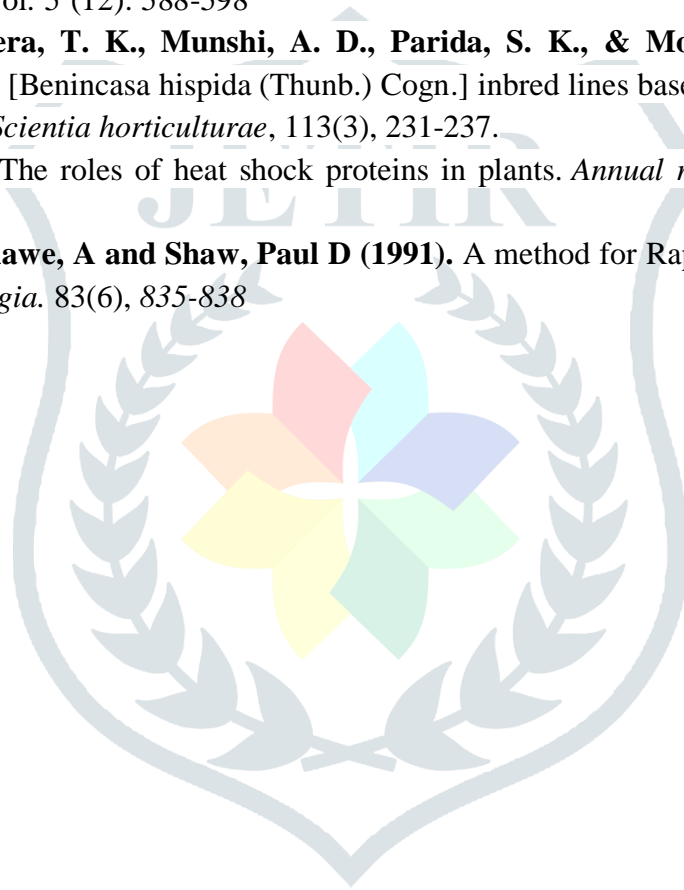 ol. 5 (12). 588-598
era, T. K., Munshi, A. D., Parida, S. K., & Mo
[Benincasa hispida (Thunb.) Cogn.] inbred lines base
Scientia horticulturae, 113(3), 231-237.
The roles of heat shock proteins in plants. Annual r
JETIR
awe, A and Shaw, Paul D (1991). A method for Rap
gia. 83(6), 835-838